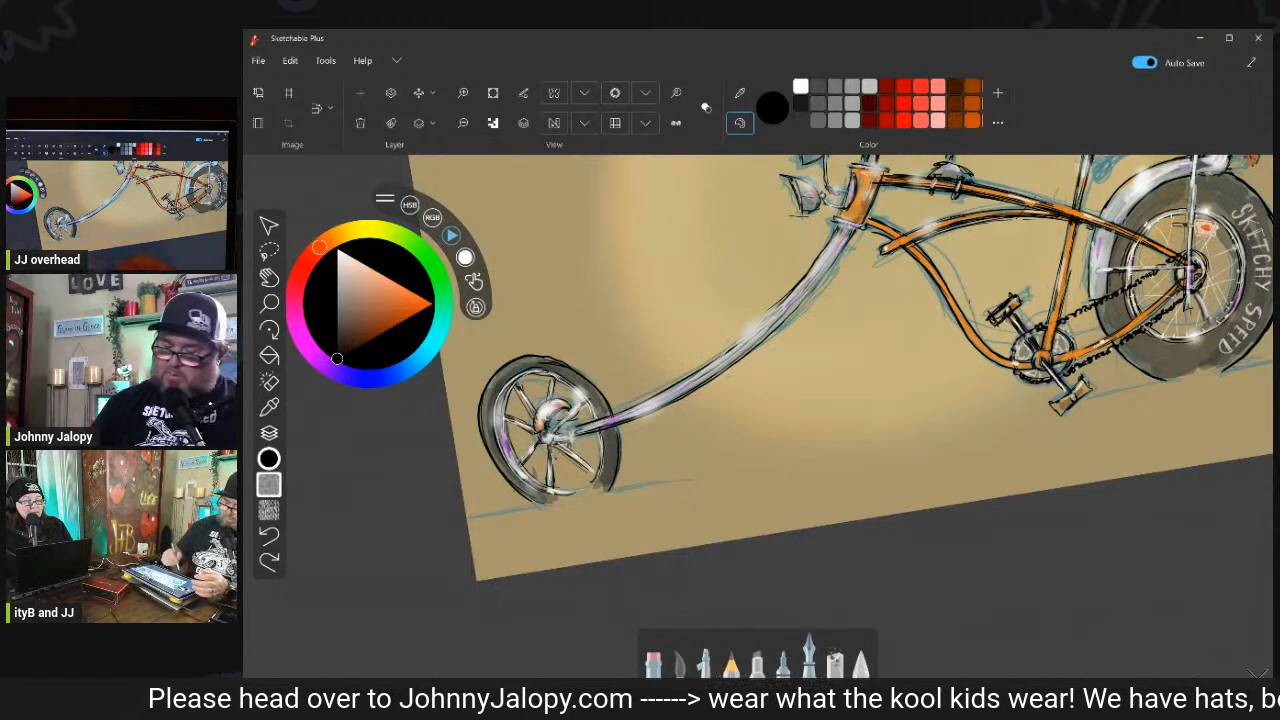 Sketchable Plus
File Edit Tools Help
Auto Save
Image Layer View Color
HSB
RGB
SKETCHY SPEED
JJ overhead
LOVE
Johnny Jalopy
ityB and JJ
Please head over to JohnnyJalopy.com ------> wear what the kool kids wear! We have hats, b